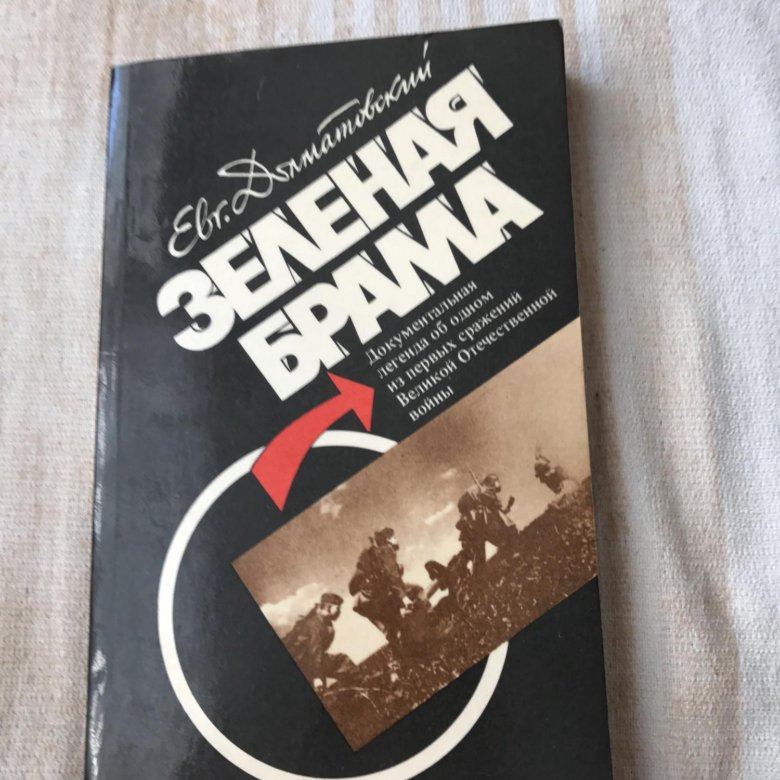 Евг. Долматовский
ЗЕЛЕНАЯ
БРАМА
Документальная
легенда об одном
из первых сражений
Великой Отечественной
войны